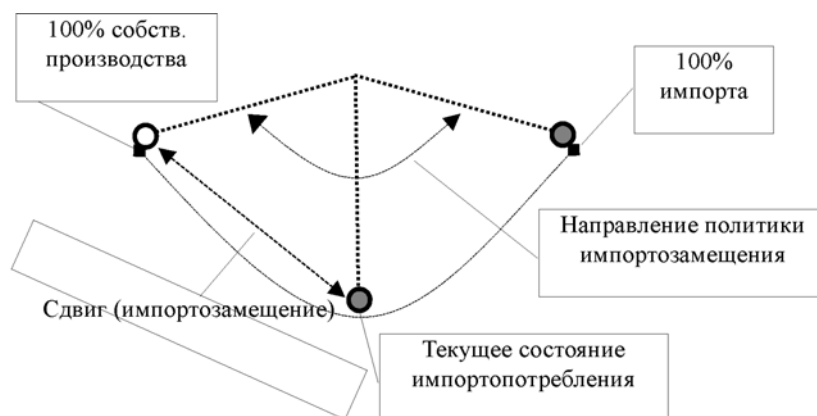 100% собств.
производства
100%
импорта
Направление политики
импортозамещения
Сдвиг (импортозамещение)
Текущее состояние
импортопотребления